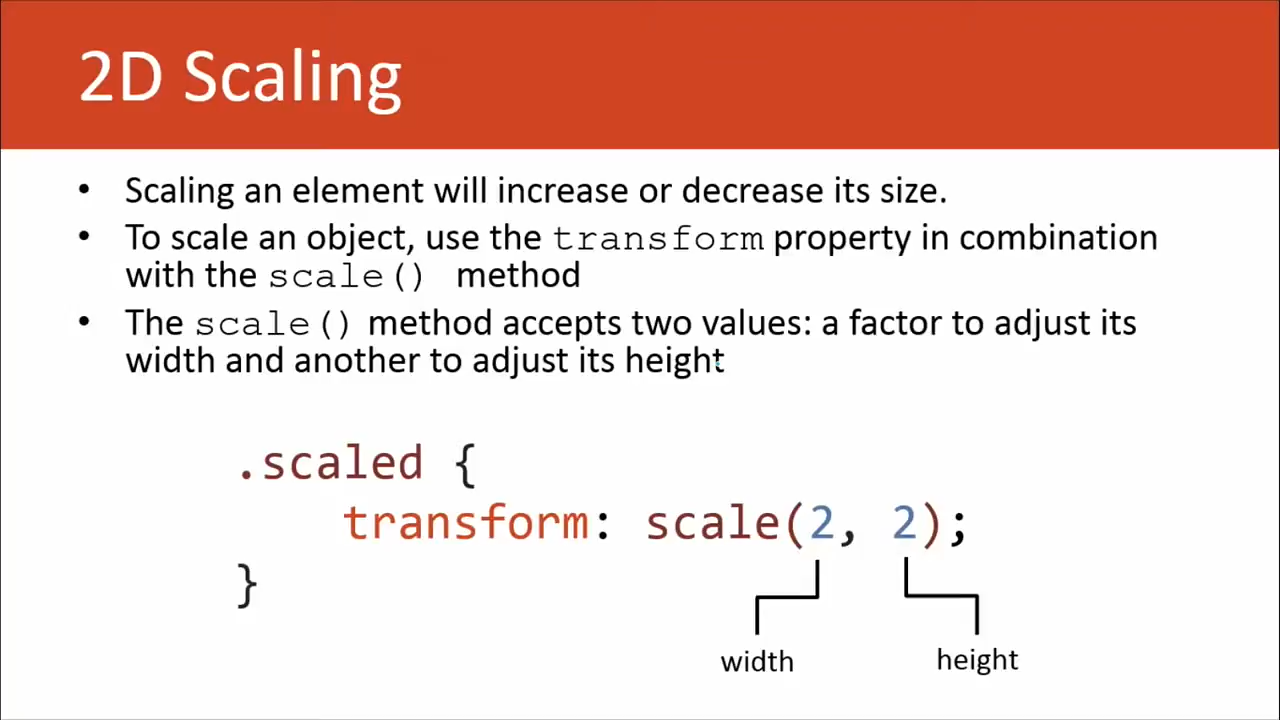 2D Scaling
• Scaling an element will increase or decrease its size.
• To scale an object, use the transform property in combination
with the scale() method
• The scale() method accepts two values: a factor to adjust its
width and another to adjust its height
.scaled {
transform: scale(2, 2);
}
width height